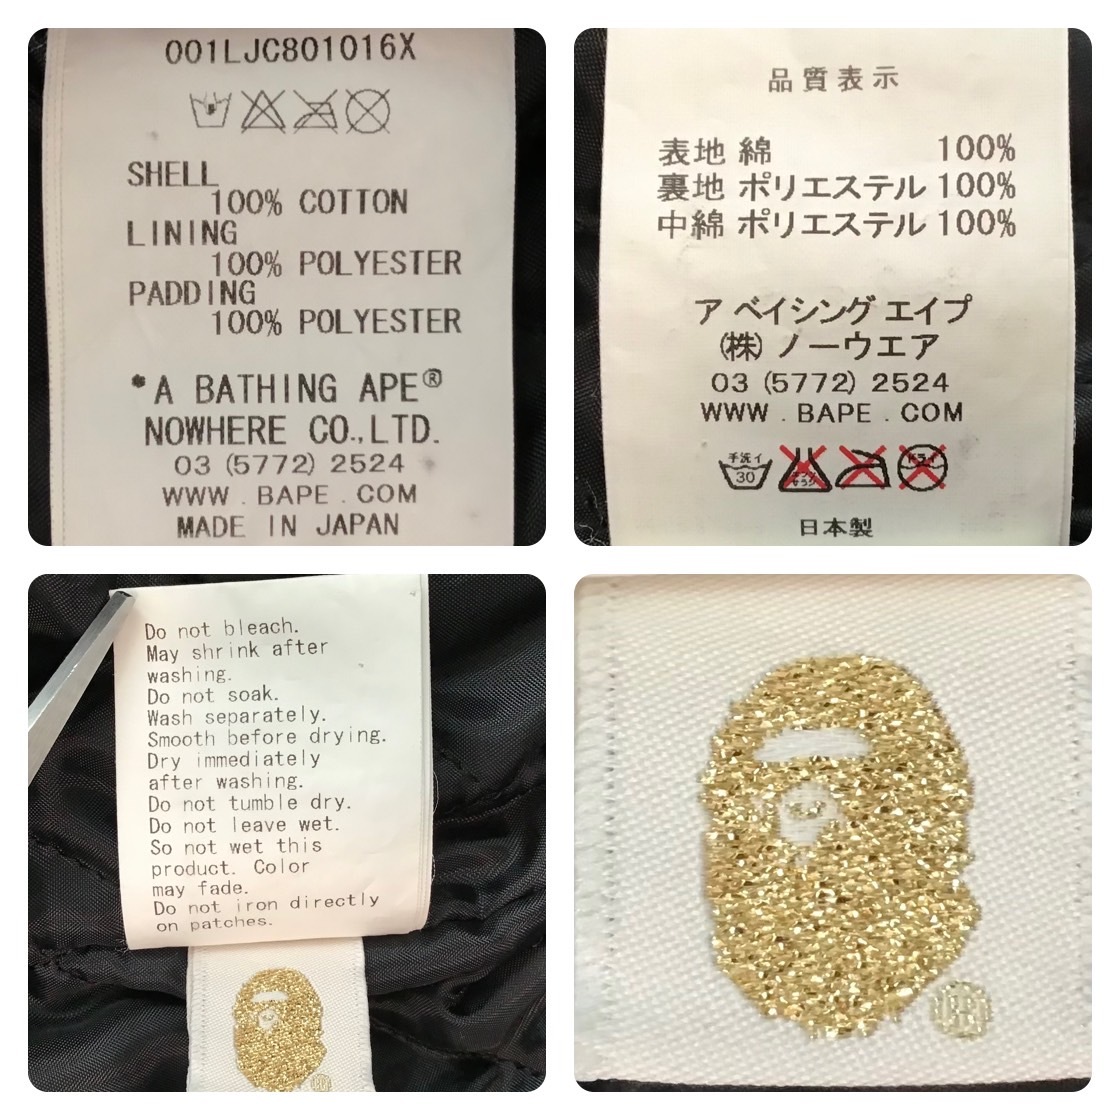 001LJC801016X
SHELL
100% COTTON
LINING
100% POLYESTER
PADDING
100% POLYESTER
*A BATHING APE®
NOWHERE CO.,LTD.
03 (5772) 2524
WWW . BAPE . COM
MADE IN JAPAN
品質表示
表地 綿 100%
裏地 ポリエステル 100%
中綿 ポリエステル 100%
ア ベイシング エイプ
(株) ノーウエア
03 (5772) 2524
WWW . BAPE . COM
手洗イ
30
ドライ
日本製
Do not bleach.
May shrink after
washing.
Do not soak.
Wash separately.
Smooth before drying.
Dry immediately
after washing.
Do not tumble dry.
Do not leave wet.
So not wet this
product. Color
may fade.
Do not iron directly
on patches.